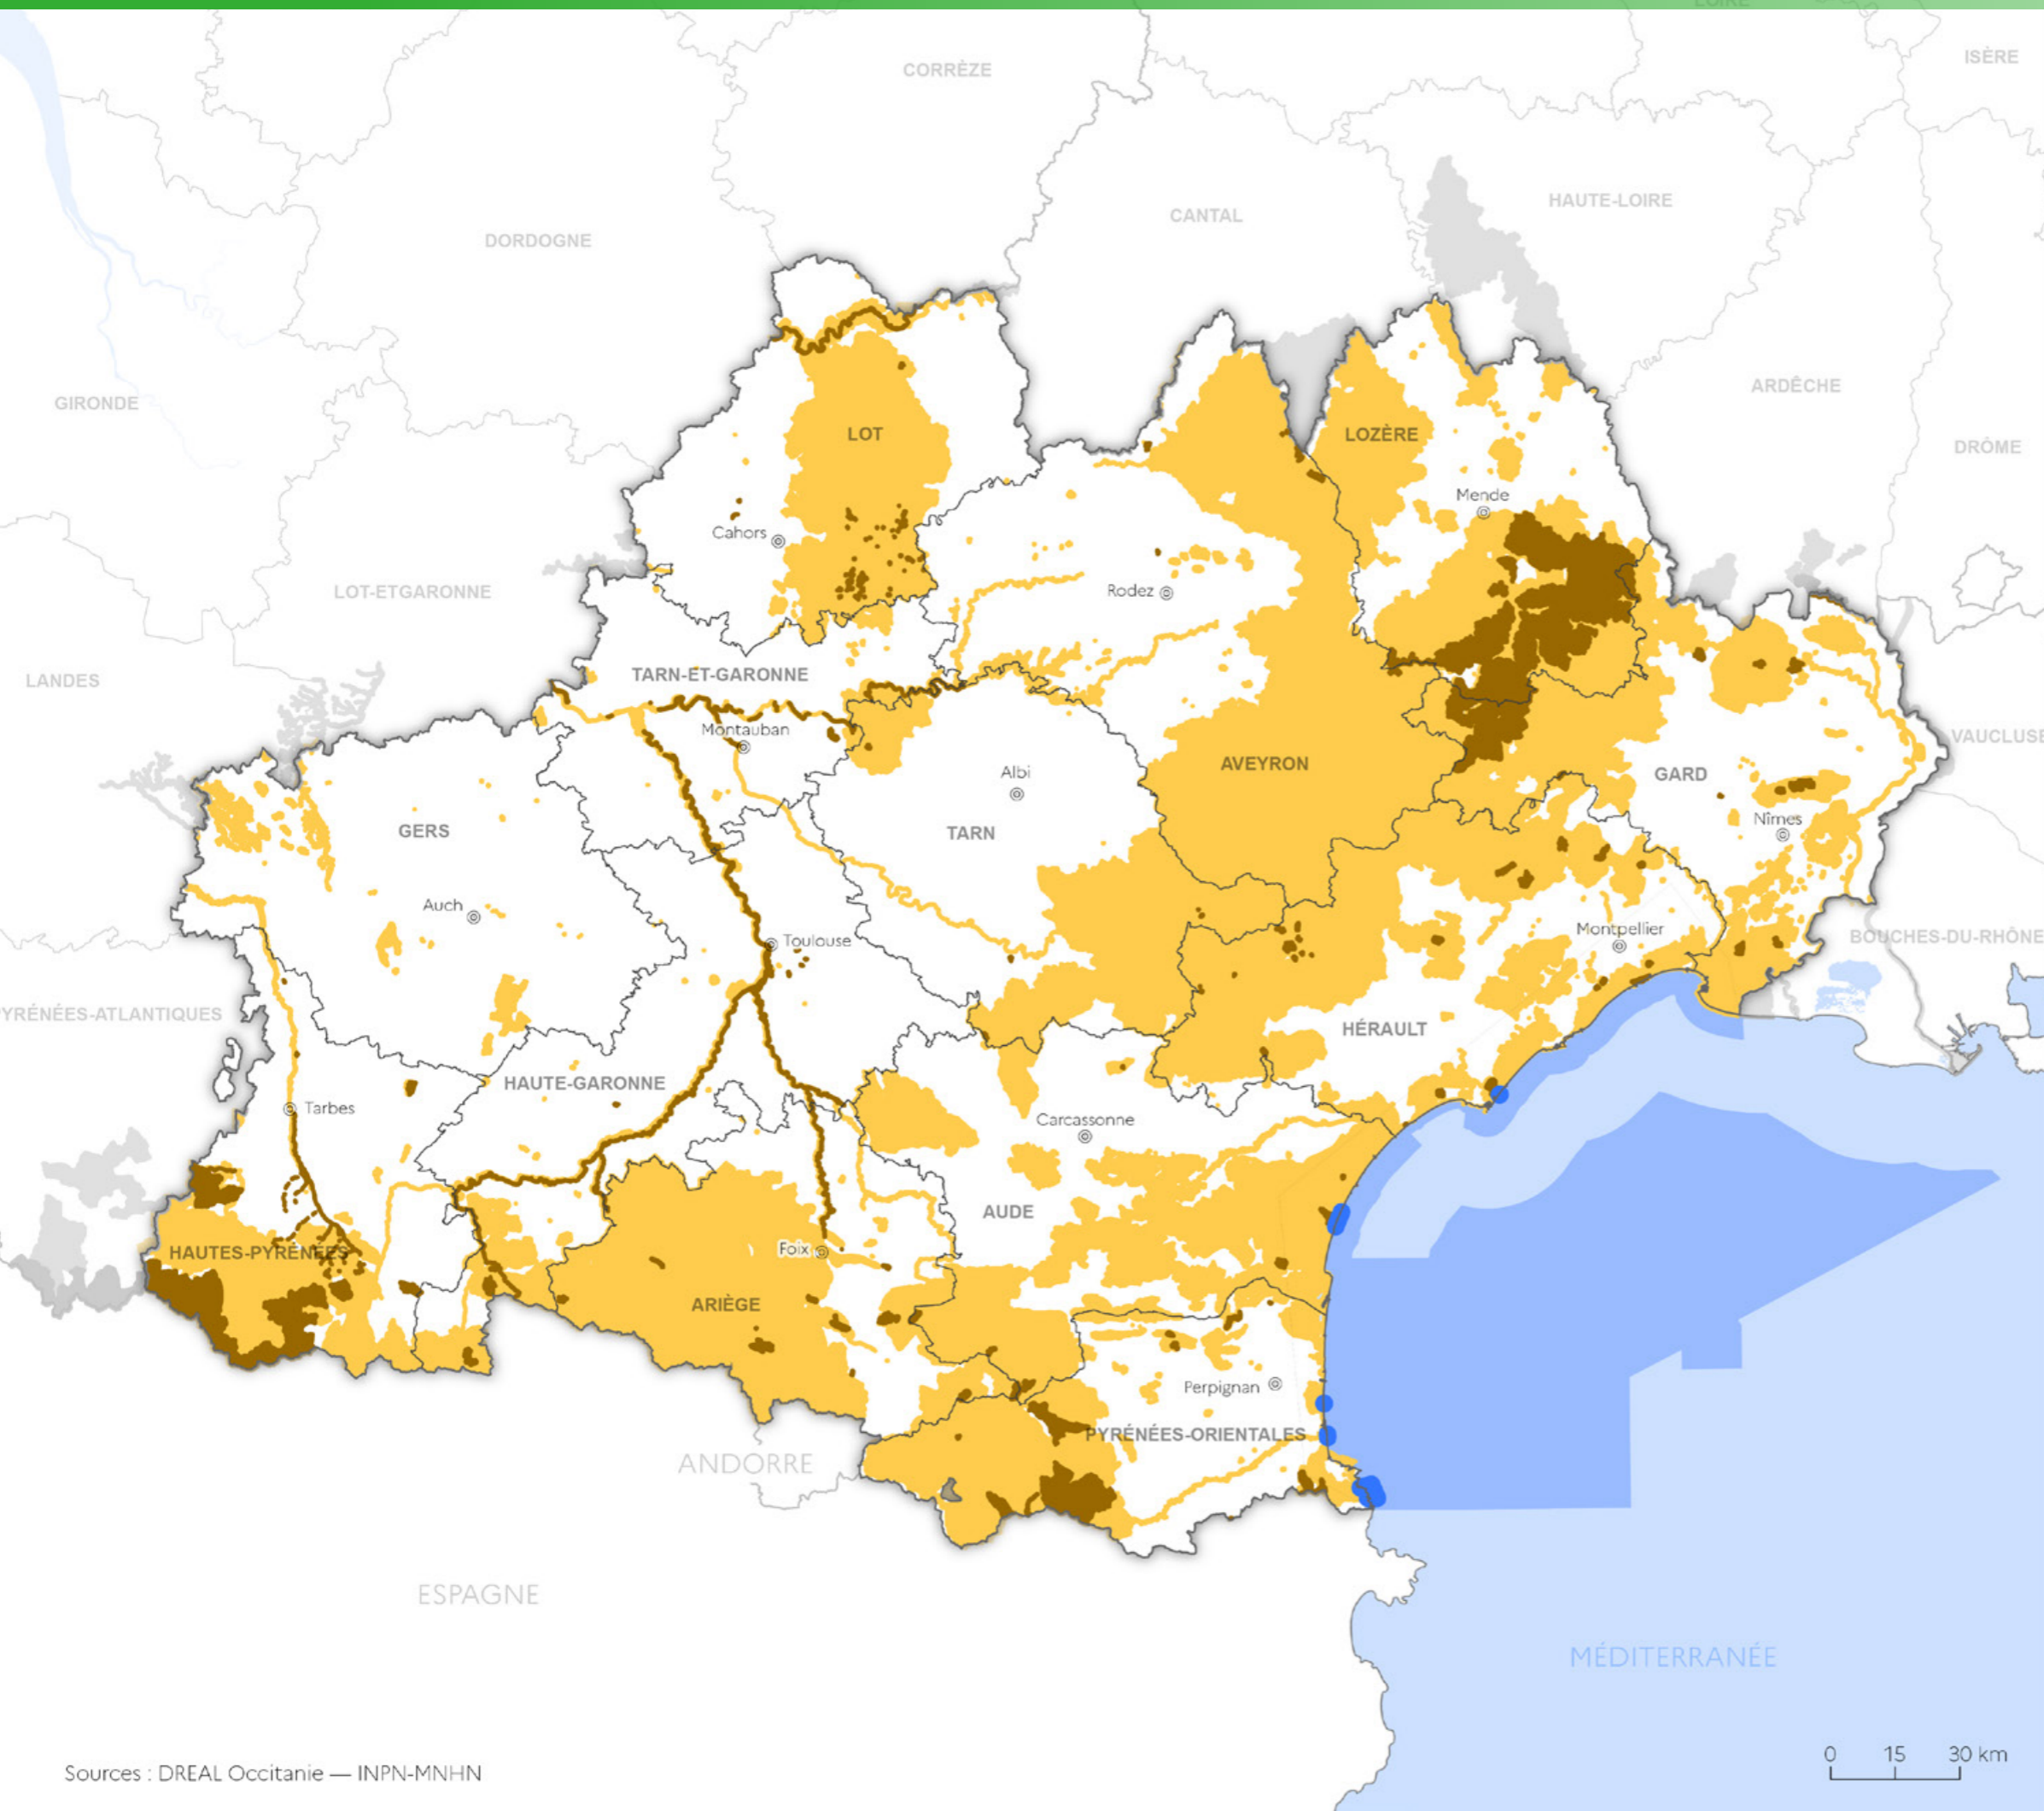 LOIRE
ISÈRE
CORRÈZE
HAUTE-LOIRE
CANTAL
DORDOGNE
ARDÊCHE
GIRONDE
LOT
LOZÈRE
DRÔME
Mende
Cahors
LOT-ETGARONNE
Rodez
TARN-ET-GARONNE
LANDES
Montauban
VAUCLUSE
AVEYRON
Albi
GARD
Nîmes
GERS
TARN
Auch
Montpellier
Toulouse
BOUCHES-DU-RHÔNE
YRÉNÉES-ATLANTIQUES
HÉRAULT
HAUTE-GARONNE
Tarbes
Carcassonne
AUDE
Foix
HAUTES-PYRÉNÉES
ARIÈGE
Perpignan
PYRÉNÉES-ORIENTALES
ANDORRE
ESPAGNE
MÉDITERRANÉE
0 15 30 km
Sources : DREAL Occitanie — INPN-MNHN